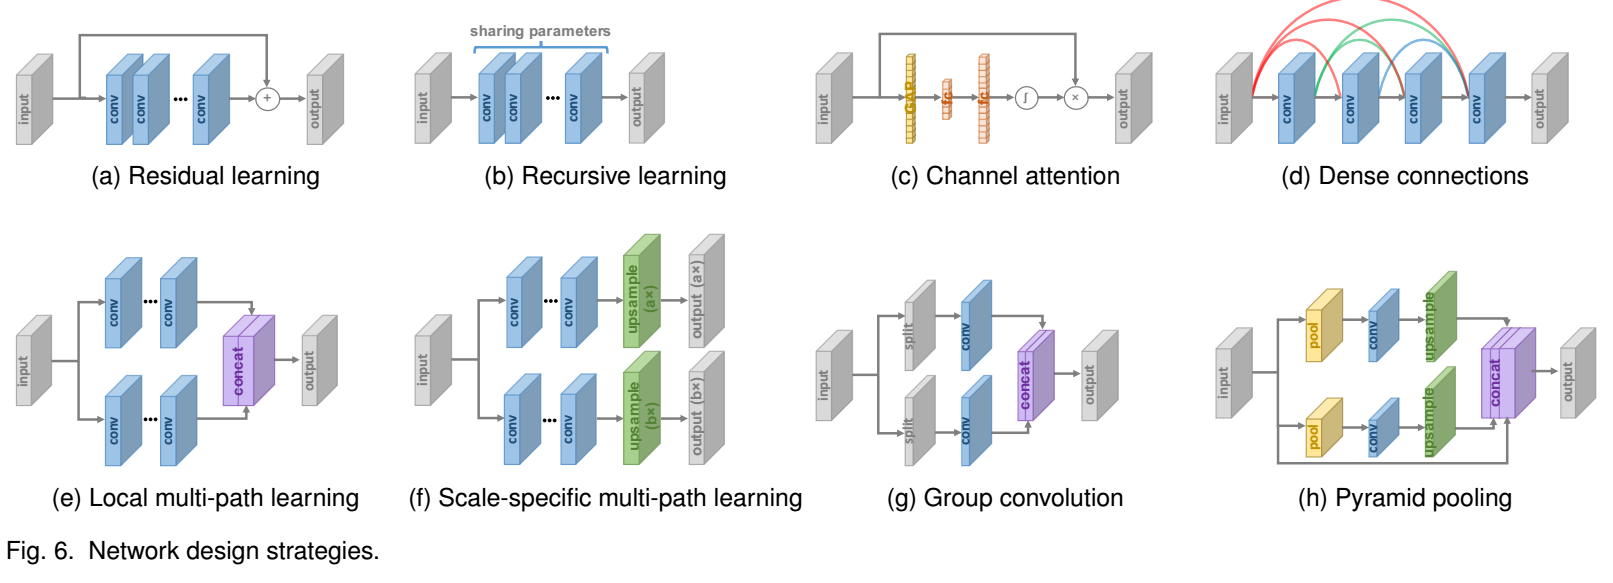 sharing parameters
input conv conv ... conv + output
input conv conv ... conv output
input GAP fc fc ∫ × output
input conv conv conv conv output
(a) Residual learning
(b) Recursive learning
(c) Channel attention
(d) Dense connections
conv ... conv
input concat output
conv ... conv
conv ... conv upsample (a×) output (a×)
input
conv ... conv upsample (b×) output (b×)
split conv
input concat output
split conv
pool conv upsample
input concat output
pool conv upsample
(e) Local multi-path learning
(f) Scale-specific multi-path learning
(g) Group convolution
(h) Pyramid pooling
Fig. 6. Network design strategies.